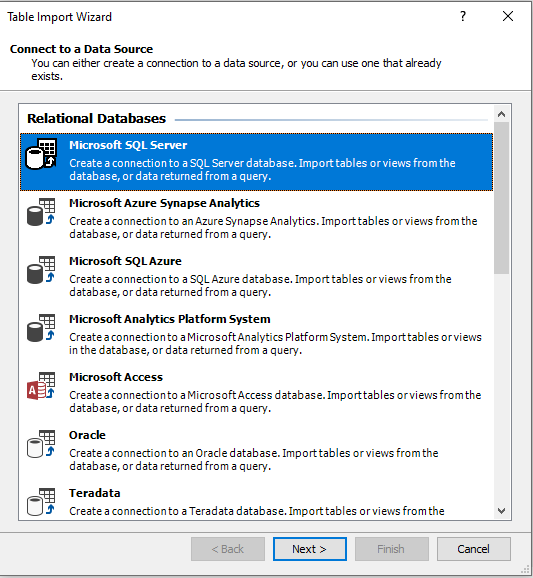 Table Import Wizard
?
Connect to a Data Source
You can either create a connection to a data source, or you can use one that already
exists.
Relational Databases
Microsoft SQL Server
Create a connection to a SQL Server database. Import tables or views from the
database, or data returned from a query.
Microsoft Azure Synapse Analytics
Create a connection to an Azure Synapse Analytics. Import tables or views from the
database, or data returned from a query.
Microsoft SQL Azure
Create a connection to a SQL Azure database. Import tables or views from the
database, or data returned from a query.
Microsoft Analytics Platform System
Create a connection to a Microsoft Analytics Platform System. Import tables or views
in the database, or data returned from a query.
Microsoft Access
Create a connection to a Microsoft Access database. Import tables or views from the
database, or data returned from a query.
Oracle
Create a connection to an Oracle database. Import tables or views from the
database, or data returned from a query.
Teradata
Create a connection to a Teradata database. Import tables or views from the
< Back Next > Finish Cancel